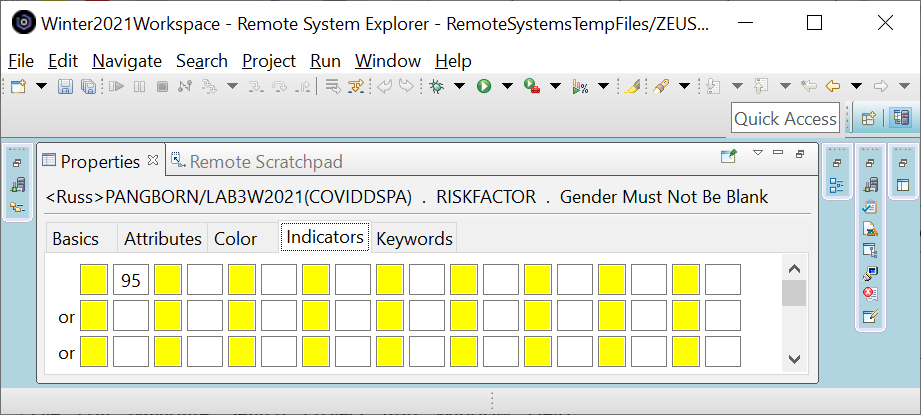 Winter2021Workspace - Remote System Explorer - RemoteSystemsTempFiles/ZEUS...
File Edit Navigate Search Project Run Window Help
Quick Access
Properties Remote Scratchpad
<Russ>PANGBORN/LAB3W2021(COVIDDSPA) . RISKFACTOR . Gender Must Not Be Blank
Basics Attributes Color Indicators Keywords
95
or
or